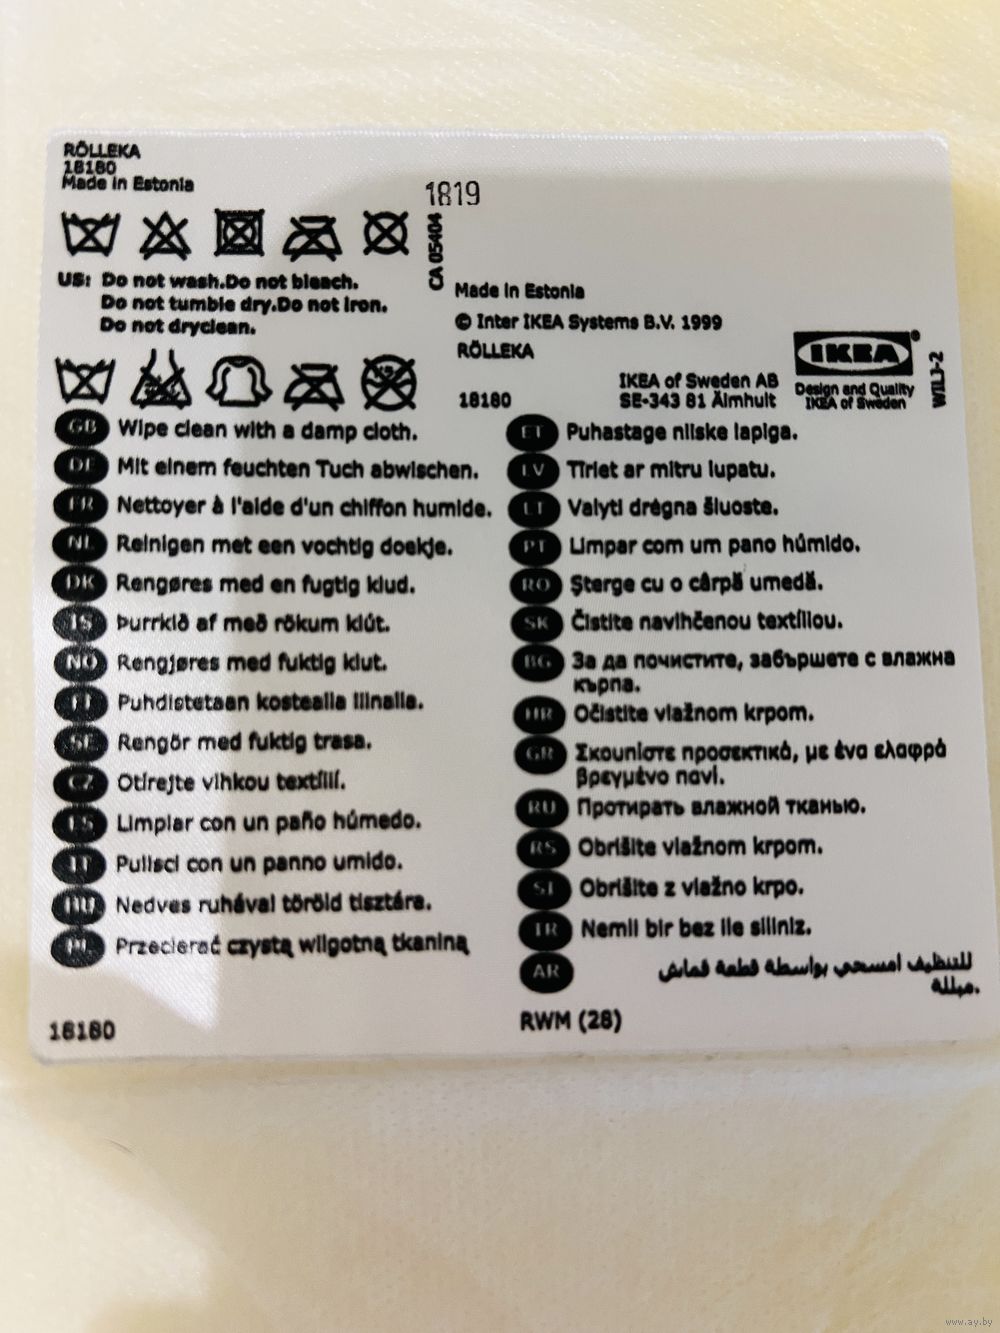 RÖLLEKA
18180
Made in Estonia
1819
CA 05404
US: Do not wash.Do not bleach.
Do not tumble dry.Do not iron.
Do not dryclean.
Made in Estonia
© Inter IKEA Systems B.V. 1999
RÖLLEKA
18180
IKEA of Sweden AB
SE-343 81 Älmhult
IKEA®
Design and Quality
IKEA of Sweden
WILJ-2
GB Wipe clean with a damp cloth.
DE Mit einem feuchten Tuch abwischen.
FR Nettoyer à l'aide d'un chiffon humide.
NL Reinigen met een vochtig doekje.
DK Rengøres med en fugtig klud.
IS Þurrkið af með rökum klút.
NO Rengjøres med fuktig klut.
FI Puhdistetaan kostealla liinalla.
SE Rengör med fuktig trasa.
CZ Otírejte vlhkou textílií.
ES Limpiar con un paño húmedo.
IT Pulisci con un panno umido.
HU Nedves ruhával töröld tisztára.
PL Przecierać czystą wilgotną tkaniną
18180
ET Puhastage niiske lapiga.
LV Tīriet ar mitru lupatu.
LT Valyti drėgna šluoste.
PT Limpar com um pano húmido.
RO Şterge cu o cârpă umedă.
SK Čistite navlhčenou textíliou.
BG За да почистите, забършете с влажна
кърпа.
HR Očistite vlažnom krpom.
GR Σκουπίστε προσεκτικά, με ένα ελαφρά
βρεγμένο πανί.
RU Протирать влажной тканью.
RS Obrišite vlažnom krpom.
SI Obrišite z vlažno krpo.
TR Nemli bir bez ile siliniz.
AR للتنظيف امسحي بواسطة قطعة قماش
مبللة.
RWM (28)
www.ay.by